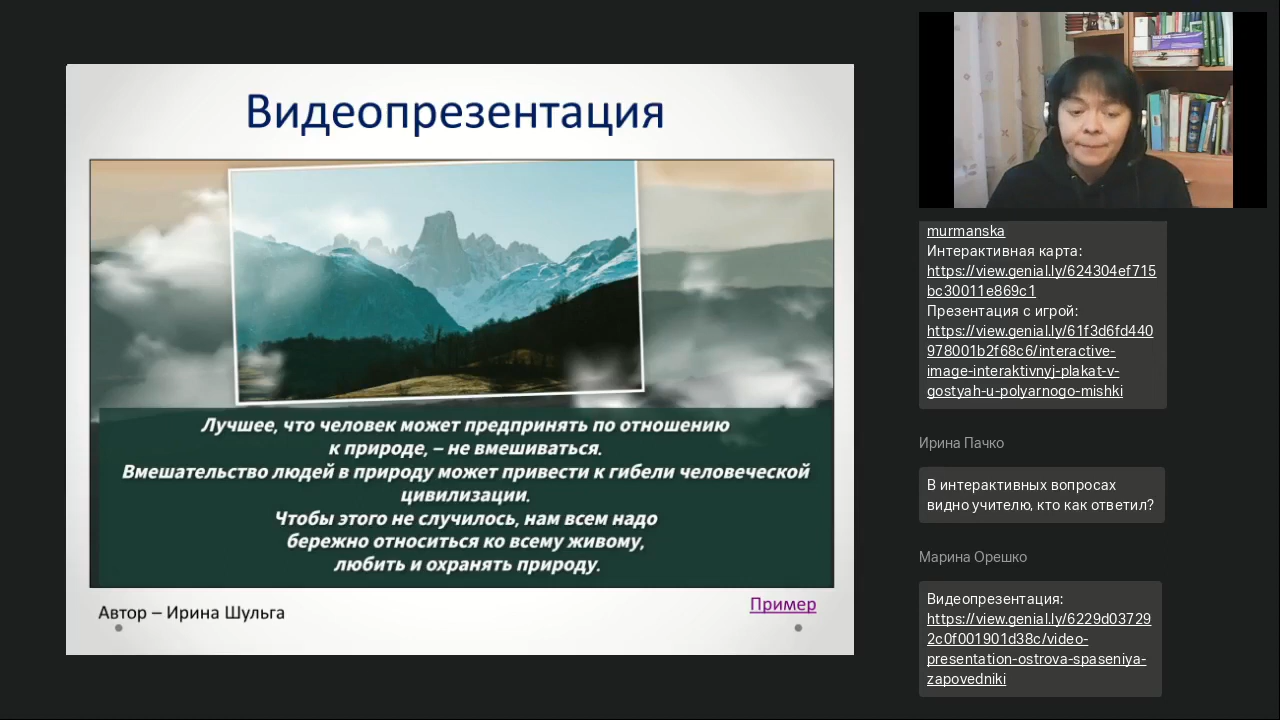 Видеопрезентация
Лучшее, что человек может предпринять по отношению
к природе, – не вмешиваться.
Вмешательство людей в природу может привести к гибели человеческой
цивилизации.
Чтобы этого не случилось, нам всем надо
бережно относиться ко всему живому,
любить и охранять природу.
Автор – Ирина Шульга
Пример
murmanska
Интерактивная карта:
https://view.genial.ly/624304ef715
bc30011e869c1
Презентация с игрой:
https://view.genial.ly/61f3d6fd440
978001b2f68c6/interactive-
image-interaktivnyj-plakat-v-
gostyah-u-polyarnogo-mishki
Ирина Пачко
В интерактивных вопросах
видно учителю, кто как ответил?
Марина Орешко
Видеопрезентация:
https://view.genial.ly/6229d03729
2c0f001901d38c/video-
presentation-ostrova-spaseniya-
zapovedniki